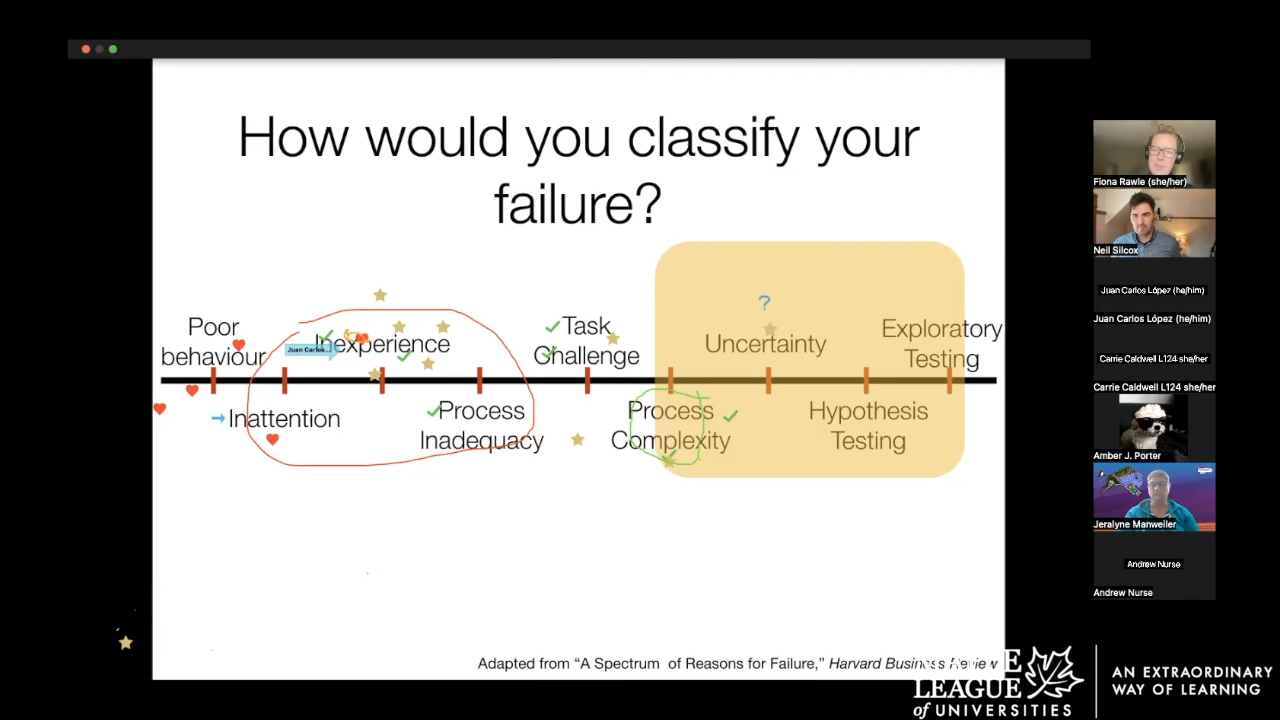 How would you classify your
failure?
?
Poor
behaviour
Juan Carlos
Inexperience
Task
Challenge
Uncertainty
Exploratory
Testing
Inattention
Process
Inadequacy
Process
Complexity
Hypothesis
Testing
Adapted from “A Spectrum of Reasons for Failure,” Harvard Business Review
Fiona Rawle (she/her)
Neil Silcox
Juan Carlos López (he/him)
Juan Carlos López (he/him)
Carrie Caldwell L124 she/her
Carrie Caldwell L124 she/her
Amber J. Porter
Jeralyne Manweiler
Andrew Nurse
Andrew Nurse
LEAGUE
of UNIVERSITIES
AN EXTRAORDINARY
WAY OF LEARNING